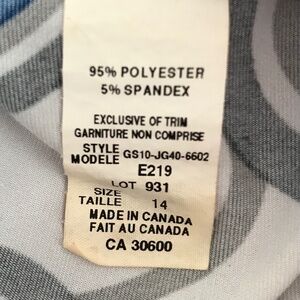 95% POLYESTER
5% SPANDEX
EXCLUSIVE OF TRIM
GARNITURE NON COMPRISE
STYLE
MODELE GS10-JG40-6602
E219
LOT 931
SIZE
TAILLE 14
MADE IN CANADA
FAIT AU CANADA
CA 30600